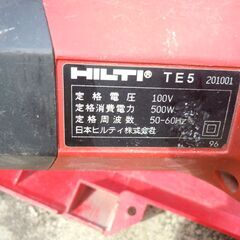 HILTI® TE5 201001
定格電圧 100V
定格消費電力 500W
定格周波数 50-60Hz
日本ヒルティ株式会社
96